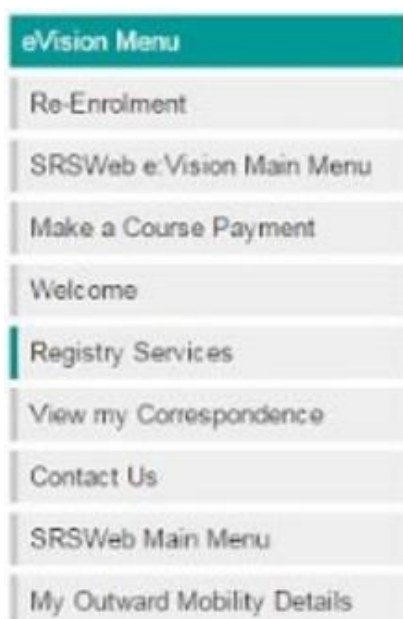 eVision Menu
Re-Enrolment
SRSWeb e:Vision Main Menu
Make a Course Payment
Welcome
Registry Services
View my Correspondence
Contact Us
SRSWeb Main Menu
My Outward Mobility Details